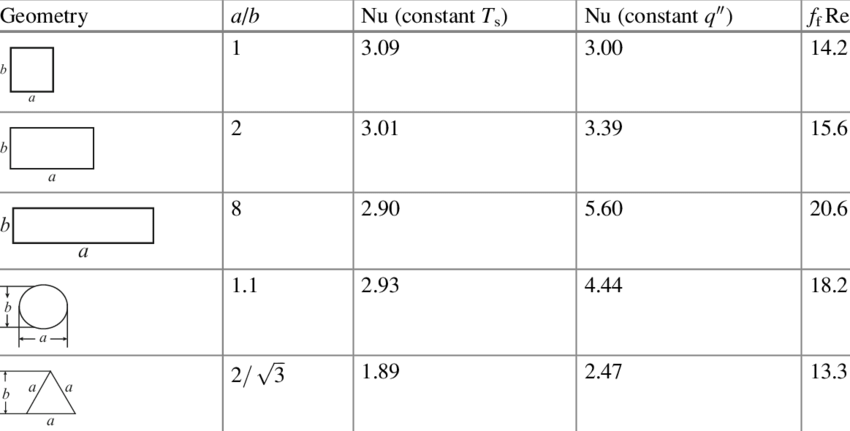 Geometry a/b Nu (constant Tₛ) Nu (constant q″) f_f Re
b 1 3.09 3.00 14.2
a
b 2 3.01 3.39 15.6
a
b 8 2.90 5.60 20.6
a
b 1.1 2.93 4.44 18.2
a
b a a 2/√3 1.89 2.47 13.3
a